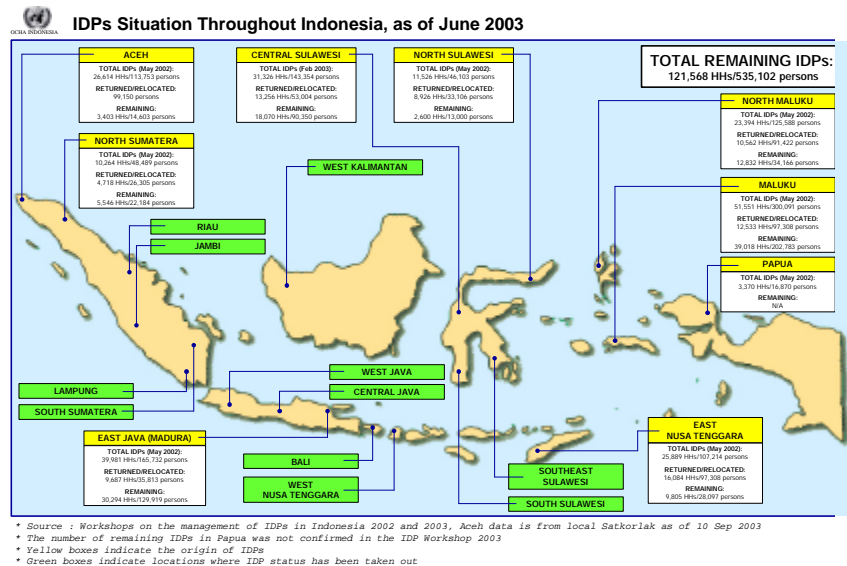 OCHA INDONESIA
IDPs Situation Throughout Indonesia, as of June 2003
ACEH
TOTAL IDPs (May 2002):
26,614 HHs/113,753 persons
RETURNED/RELOCATED:
99,150 persons
REMAINING:
3,403 HHs/14,603 persons
CENTRAL SULAWESI
TOTAL IDPs (Feb 2003):
31,326 HHs/143,354 persons
RETURNED/RELOCATED:
13,256 HHs/53,004 persons
REMAINING:
18,070 HHs/90,350 persons
NORTH SULAWESI
TOTAL IDPs (May 2002):
11,526 HHs/46,103 persons
RETURNED/RELOCATED:
8,926 HHs/33,106 persons
REMAINING:
2,600 HHs/13,000 persons
TOTAL REMAINING IDPs:
121,568 HHs/535,102 persons
NORTH MALUKU
TOTAL IDPs (May 2002):
23,394 HHs/125,588 persons
RETURNED/RELOCATED:
10,562 HHs/91,422 persons
REMAINING:
12,832 HHs/34,166 persons
NORTH SUMATERA
TOTAL IDPs (May 2002):
10,264 HHs/48,489 persons
RETURNED/RELOCATED:
4,718 HHs/26,305 persons
REMAINING:
5,546 HHs/22,184 persons
WEST KALIMANTAN
MALUKU
TOTAL IDPs (May 2002):
51,551 HHs/300,091 persons
RETURNED/RELOCATED:
12,533 HHs/97,308 persons
REMAINING:
39,018 HHs/202,783 persons
RIAU
JAMBI
PAPUA
TOTAL IDPs (May 2002):
3,370 HHs/16,870 persons
REMAINING:
N/A
WEST JAVA
CENTRAL JAVA
LAMPUNG
SOUTH SUMATERA
EAST JAVA (MADURA)
TOTAL IDPs (May 2002):
39,981 HHs/165,732 persons
RETURNED/RELOCATED:
9,687 HHs/35,813 persons
REMAINING:
30,294 HHs/129,919 persons
BALI
WEST
NUSA TENGGARA
SOUTHEAST
SULAWESI
SOUTH SULAWESI
EAST
NUSA TENGGARA
TOTAL IDPs (May 2002):
25,889 HHs/107,214 persons
RETURNED/RELOCATED:
16,084 HHs/97,308 persons
REMAINING:
9,805 HHs/28,097 persons
* Source : Workshops on the management of IDPs in Indonesia 2002 and 2003, Aceh data is from local Satkorlak as of 10 Sep 2003
* The number of remaining IDPs in Papua was not confirmed in the IDP Workshop 2003
* Yellow boxes indicate the origin of IDPs
* Green boxes indicate locations where IDP status has been taken out